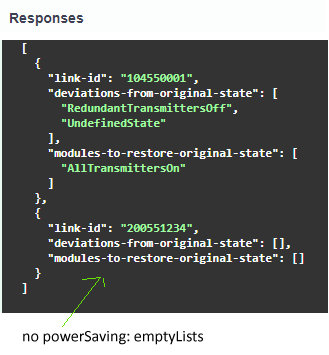 Responses
[
{
"link-id": "104550001",
"deviations-from-original-state": [
"RedundantTransmittersOff",
"UndefinedState"
],
"modules-to-restore-original-state": [
"AllTransmittersOn"
]
},
{
"link-id": "200551234",
"deviations-from-original-state": [],
"modules-to-restore-original-state": []
}
]
no powerSaving: emptyLists